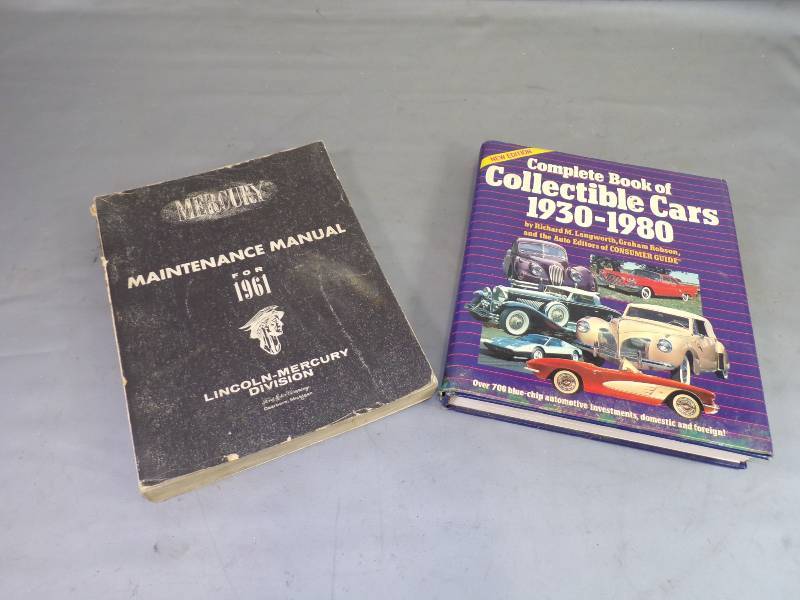 MERCURY
MAINTENANCE MANUAL
FOR
1961
LINCOLN-MERCURY
DIVISION
Dearborn, Michigan
NEW EDITION
Complete Book of
Collectible Cars
1930-1980
by Richard M. Langworth, Graham Robson,
and the Auto Editors of CONSUMER GUIDE®
Over 700 blue-chip automotive investments, domestic and foreign!